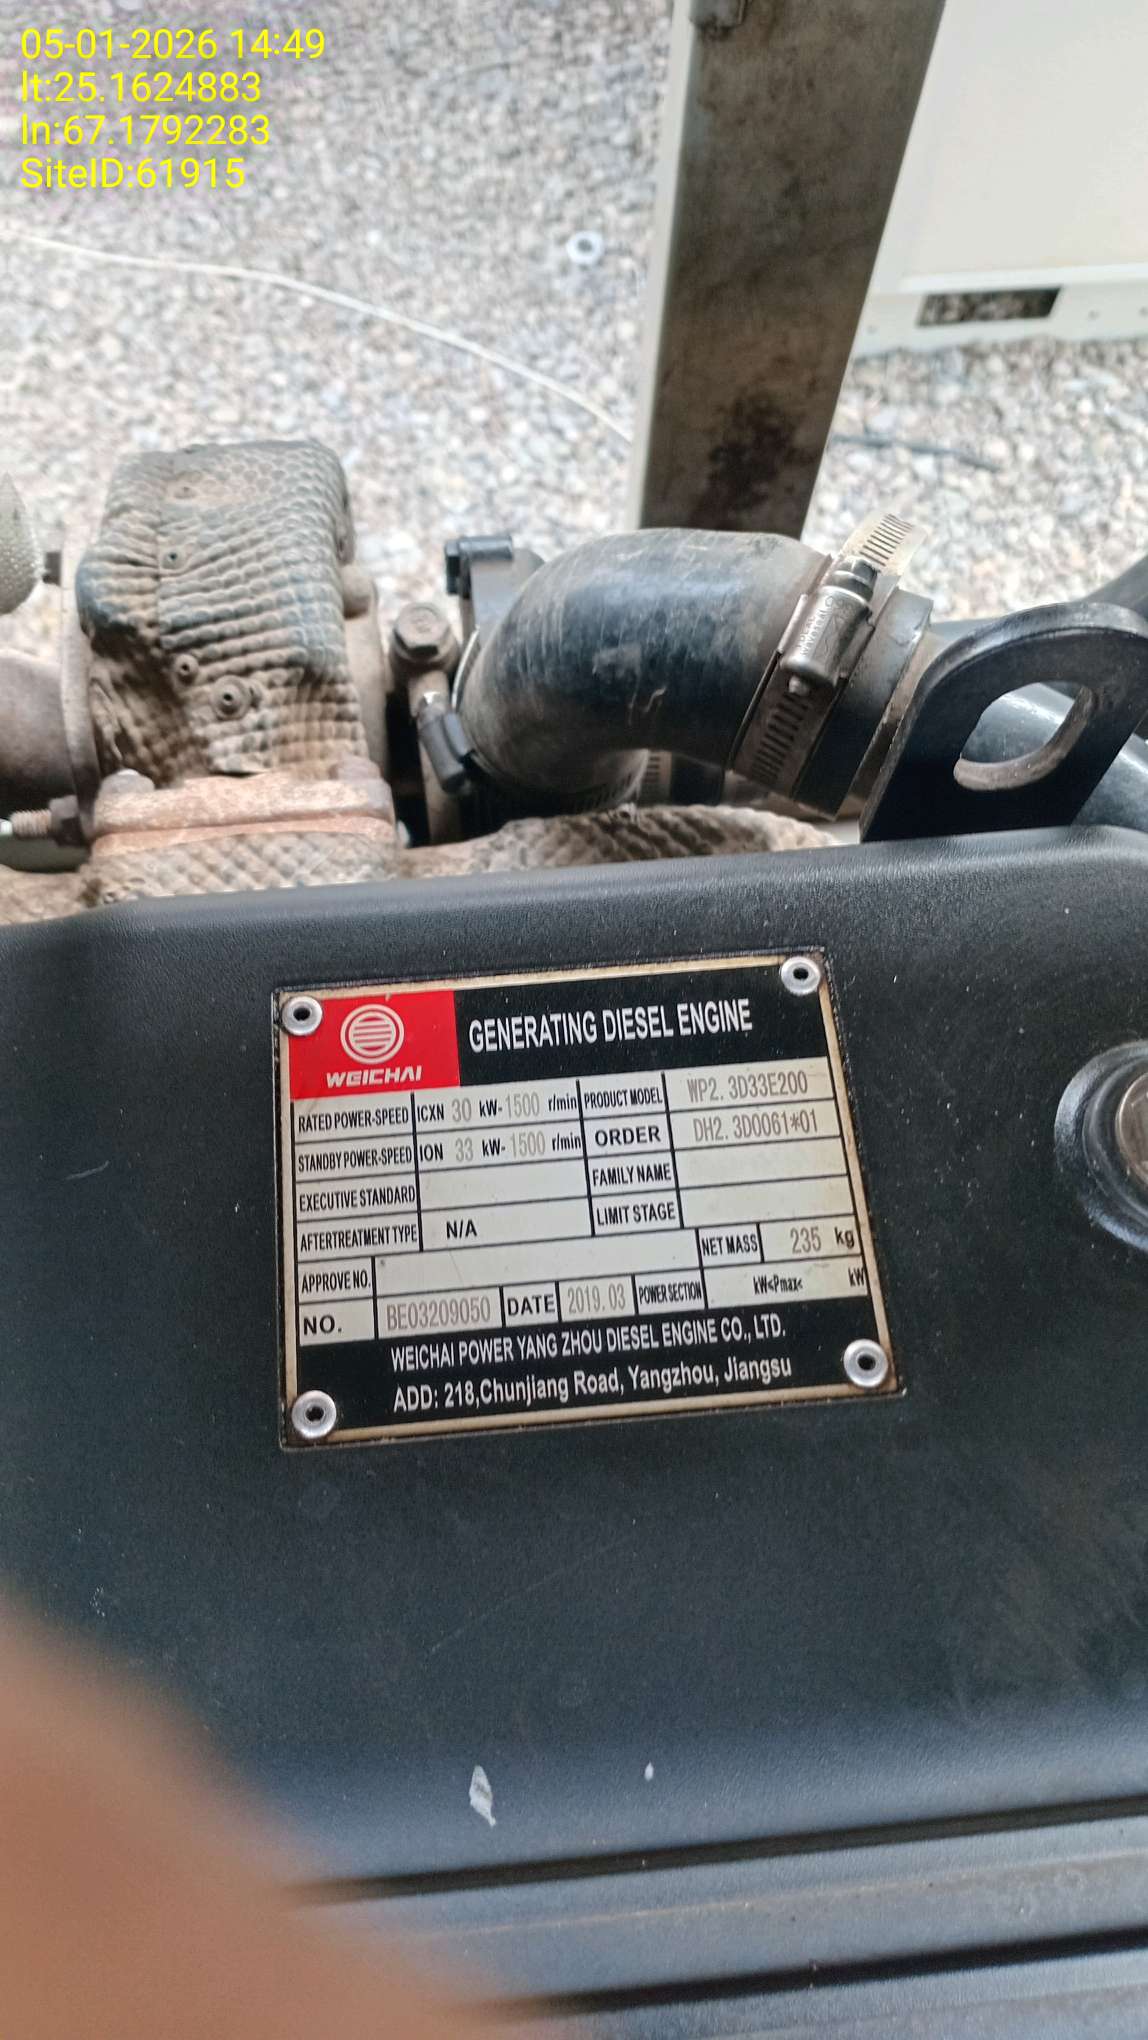 05-01-2026 14:49
lt:25.1624883
ln:67.1792283
SiteID:61915
WEICHAI
GENERATING DIESEL ENGINE
RATED POWER-SPEED ICXN 30 kW-1500 r/min PRODUCT MODEL WP2.3D33E200
STANDBY POWER-SPEED ION 33 kW-1500 r/min ORDER DH2.3D0061*01
EXECUTIVE STANDARD FAMILY NAME
AFTERTREATMENT TYPE N/A LIMIT STAGE
APPROVE NO. NET MASS 235 kg
NO. BE03209050 DATE 2019.03 POWER SECTION kW<Pmax< kW
WEICHAI POWER YANG ZHOU DIESEL ENGINE CO., LTD.
ADD: 218,Chunjiang Road, Yangzhou, Jiangsu